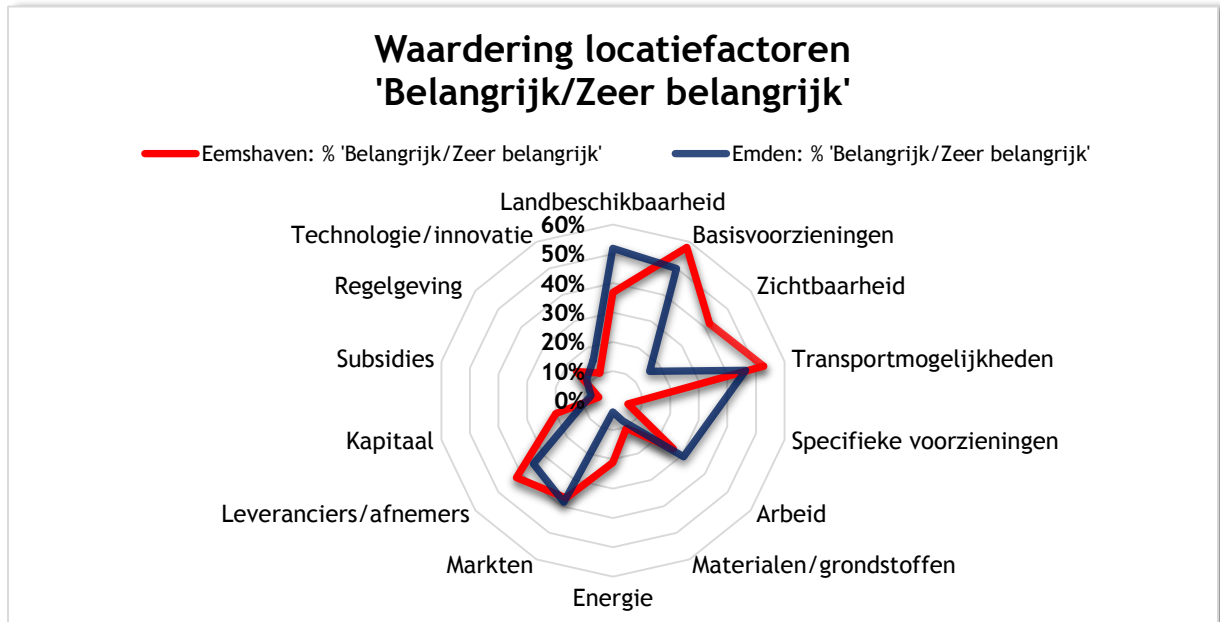 Waardering locatiefactoren
'Belangrijk/Zeer belangrijk'
Eemshaven: % 'Belangrijk/Zeer belangrijk'
Emden: % 'Belangrijk/Zeer belangrijk'
Landbeschikbaarheid
Basisvoorzieningen
Zichtbaarheid
Transportmogelijkheden
Specifieke voorzieningen
Arbeid
Materialen/grondstoffen
Energie
Markten
Leveranciers/afnemers
Kapitaal
Subsidies
Regelgeving
Technologie/innovatie
60%
50%
40%
30%
20%
10%
0%